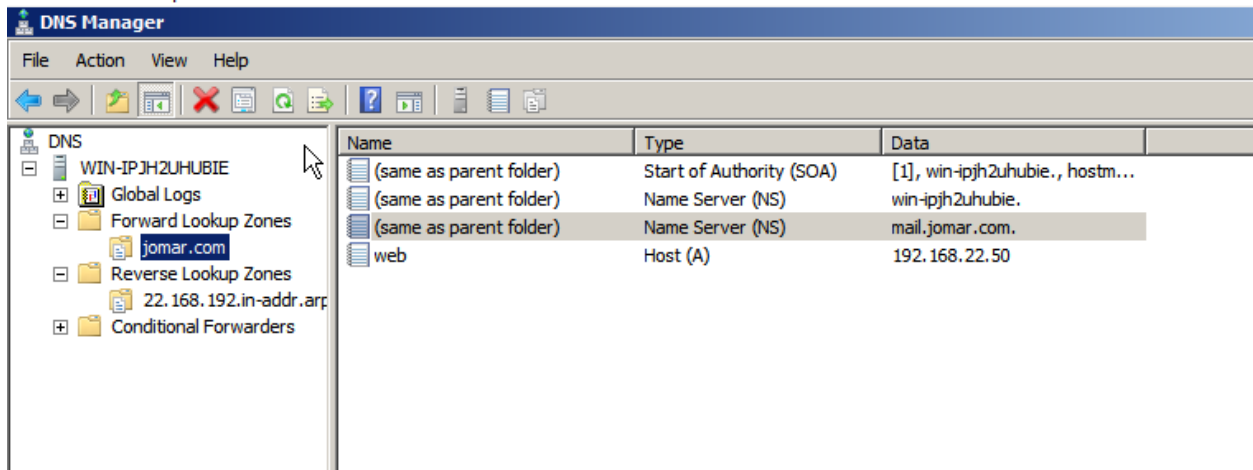 DNS Manager
File Action View Help
DNS
WIN-IPJH2UHUBIE
Global Logs
Forward Lookup Zones
jomar.com
Reverse Lookup Zones
22.168.192.in-addr.arp
Conditional Forwarders
Name Type Data
(same as parent folder) Start of Authority (SOA) [1], win-ipjh2uhubie., hostm...
(same as parent folder) Name Server (NS) win-ipjh2uhubie.
(same as parent folder) Name Server (NS) mail.jomar.com.
web Host (A) 192.168.22.50